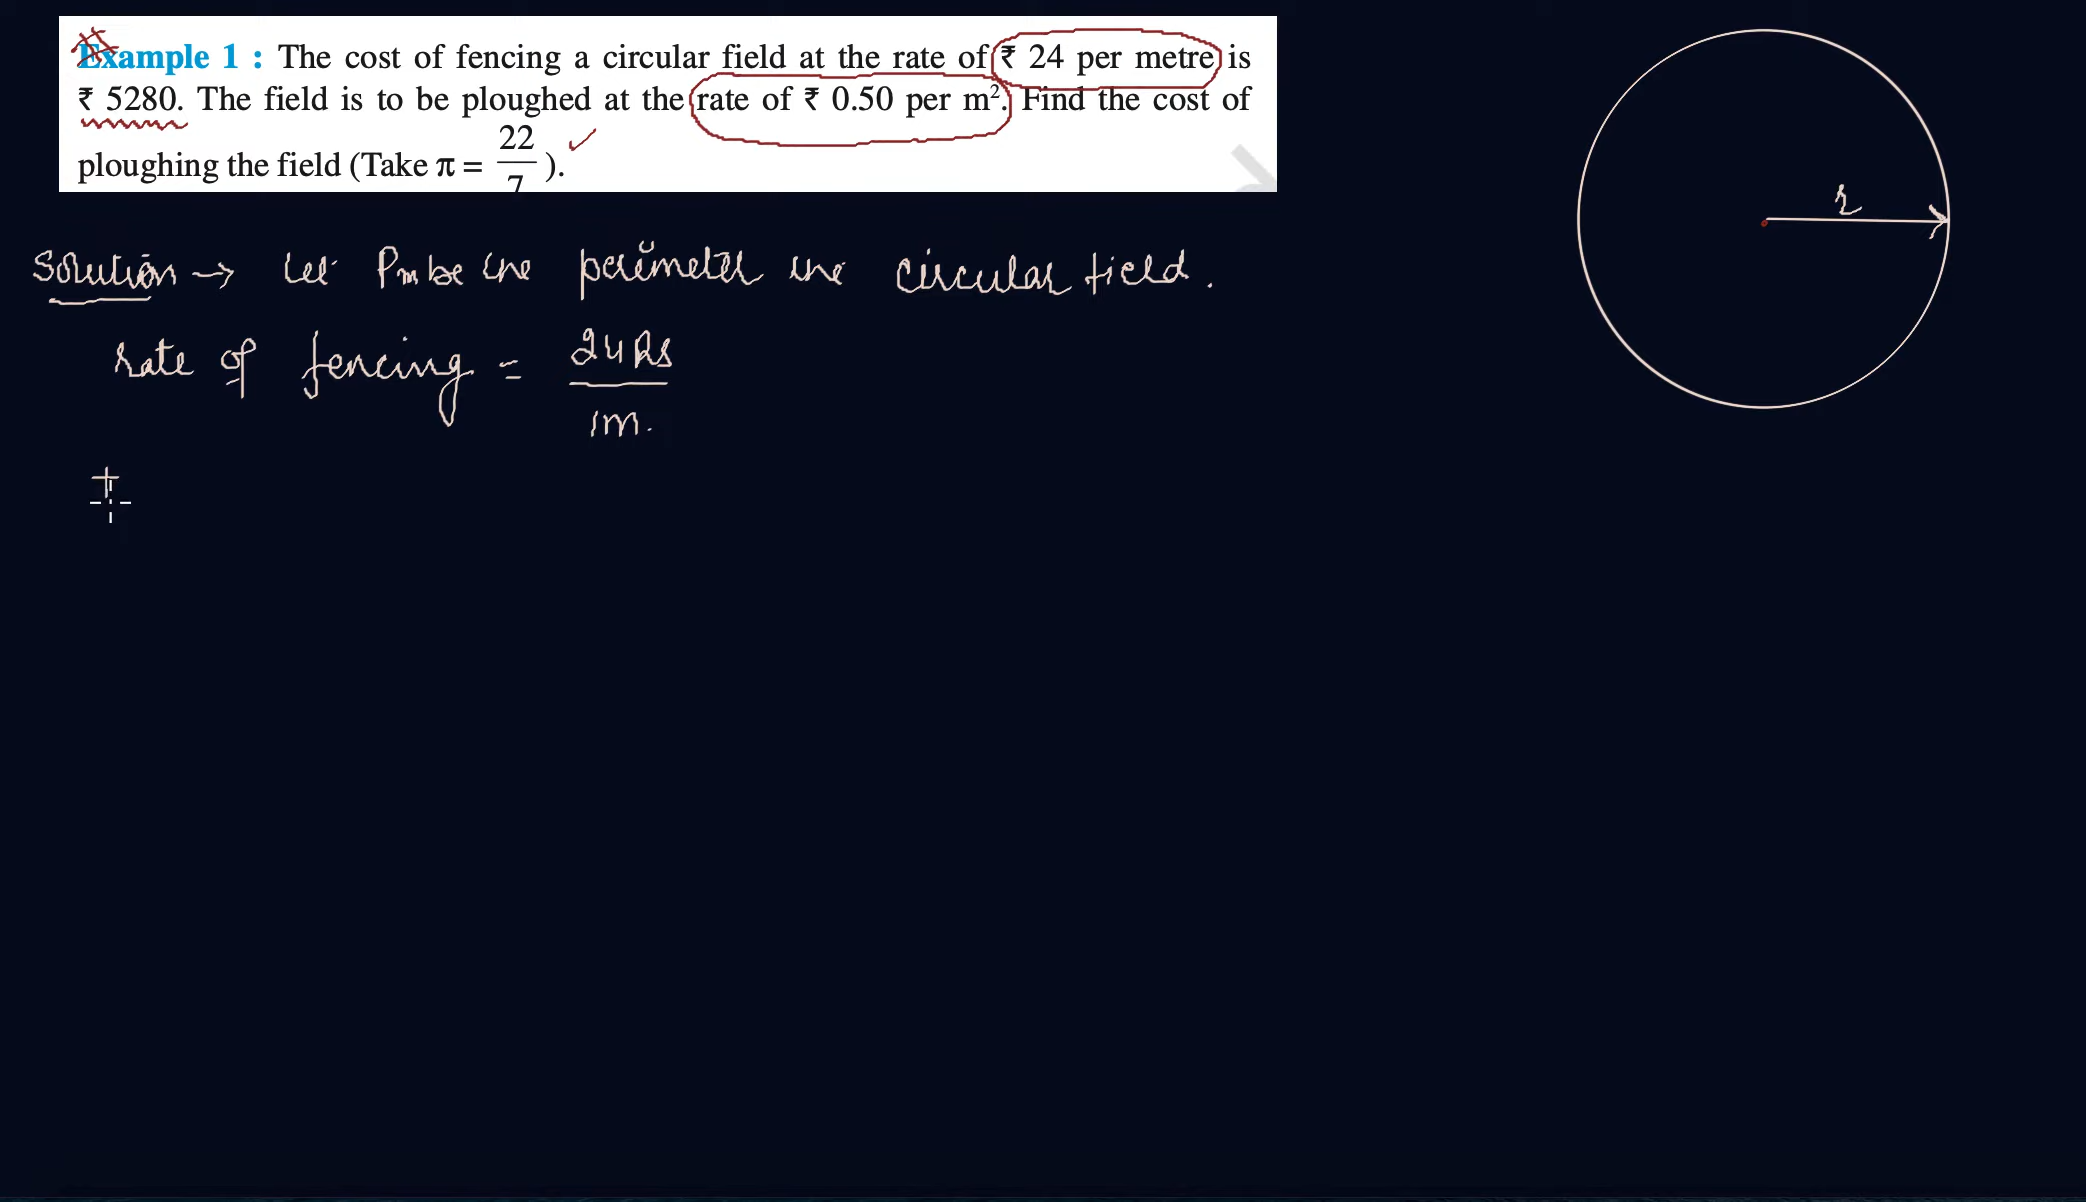 Example 1 : The cost of fencing a circular field at the rate of ₹ 24 per metre is
₹ 5280. The field is to be ploughed at the rate of ₹ 0.50 per m². Find the cost of
ploughing the field (Take π = 22/7).
r
Solution → Let Pm be the perimeter the circular field.
rate of fencing = 24 Rs / 1m.